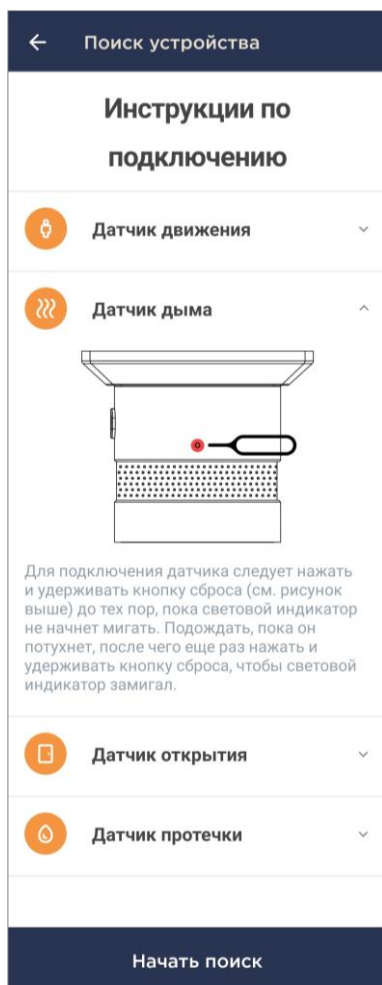 Поиск устройства
Инструкции по
подключению
Датчик движения
Датчик дыма
Для подключения датчика следует нажать
и удерживать кнопку сброса (см. рисунок
выше) до тех пор, пока световой индикатор
не начнет мигать. Подождать, пока он
потухнет, после чего еще раз нажать и
удерживать кнопку сброса, чтобы световой
индикатор замигал.
Датчик открытия
Датчик протечки
Начать поиск